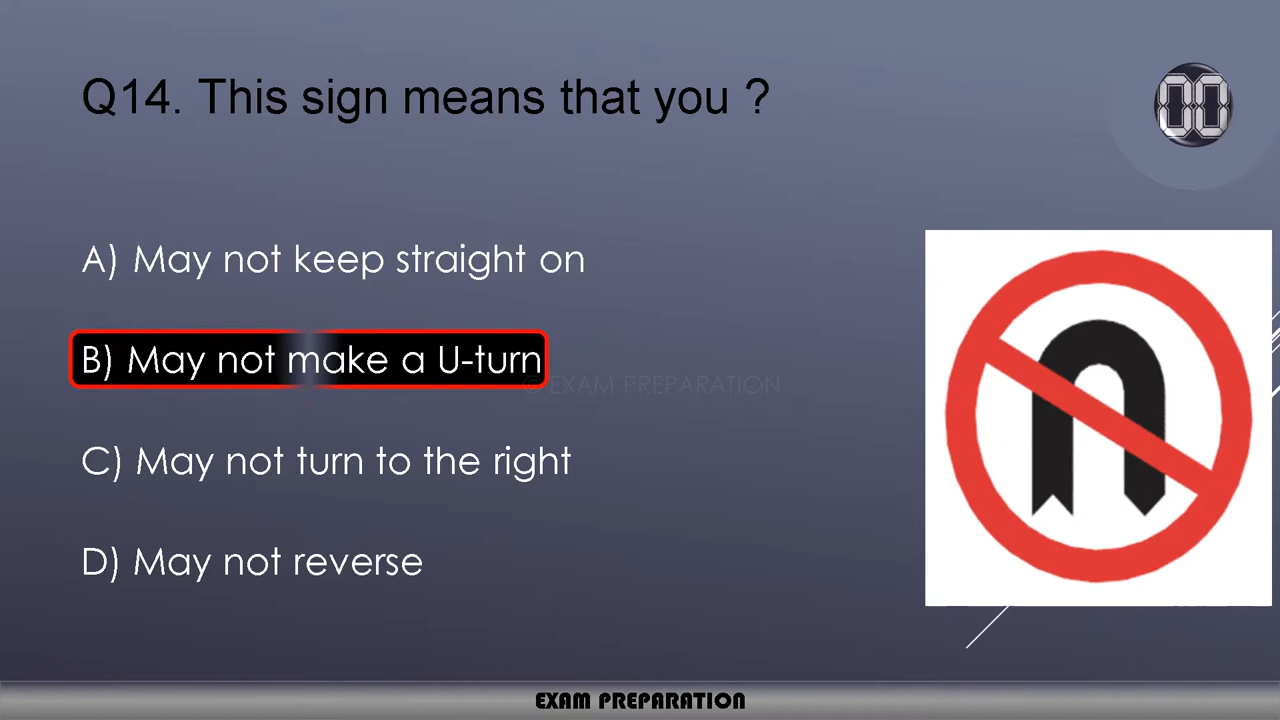 Q14. This sign means that you ?
00
A) May not keep straight on
B) May not make a U-turn
© EXAM PREPARATION
C) May not turn to the right
D) May not reverse
EXAM PREPARATION